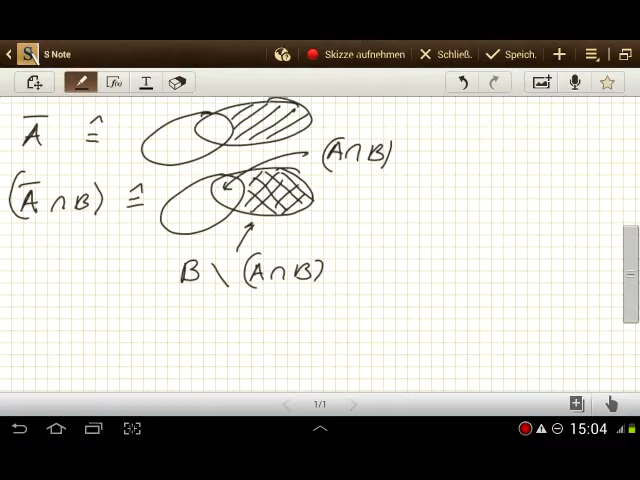 S Note Skizze aufnehmen Schließ. Speich.
A̅ ≙
(A∩B)
(A̅ ∩ B) ≙
B \ (A∩B)
1/1
15:04